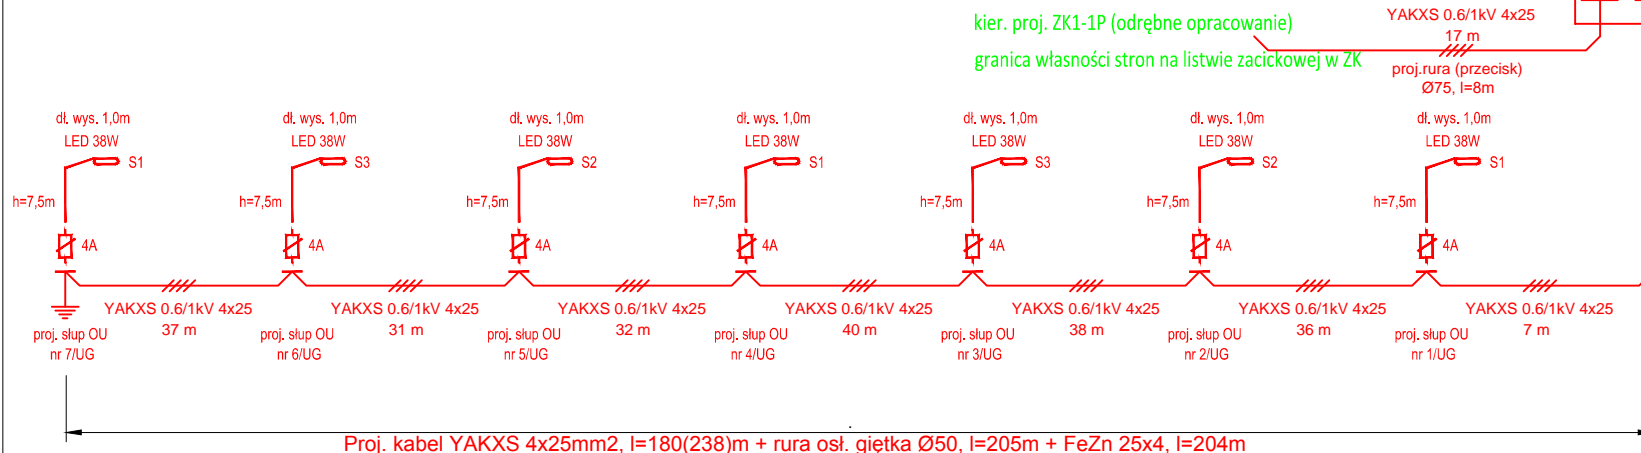 kier. proj. ZK1-1P (odrębne opracowanie)
granica własności stron na listwie zacickowej w ZK
YAKXS 0.6/1kV 4x25
17 m
proj.rura (przecisk)
Ø75, l=8m
dł. wys. 1,0m dł. wys. 1,0m dł. wys. 1,0m dł. wys. 1,0m dł. wys. 1,0m dł. wys. 1,0m dł. wys. 1,0m
LED 38W LED 38W LED 38W LED 38W LED 38W LED 38W LED 38W
S1 S3 S2 S1 S3 S2 S1
h=7,5m h=7,5m h=7,5m h=7,5m h=7,5m h=7,5m h=7,5m
4A 4A 4A 4A 4A 4A 4A
YAKXS 0.6/1kV 4x25 YAKXS 0.6/1kV 4x25 YAKXS 0.6/1kV 4x25 YAKXS 0.6/1kV 4x25 YAKXS 0.6/1kV 4x25 YAKXS 0.6/1kV 4x25 YAKXS 0.6/1kV 4x25
37 m 31 m 32 m 40 m 38 m 36 m 7 m
proj. słup OU proj. słup OU proj. słup OU proj. słup OU proj. słup OU proj. słup OU proj. słup OU
nr 7/UG nr 6/UG nr 5/UG nr 4/UG nr 3/UG nr 2/UG nr 1/UG
Proj. kabel YAKXS 4x25mm2, l=180(238)m + rura osł. giętka Ø50, l=205m + FeZn 25x4, l=204m